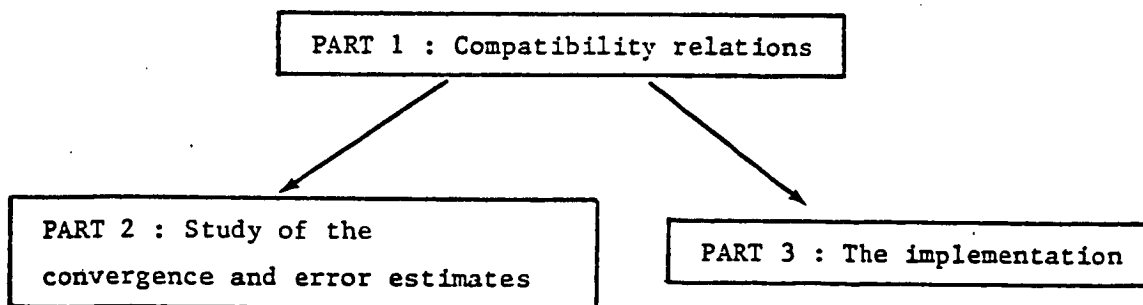 PART 1 : Compatibility relations
PART 2 : Study of the
convergence and error estimates
PART 3 : The implementation